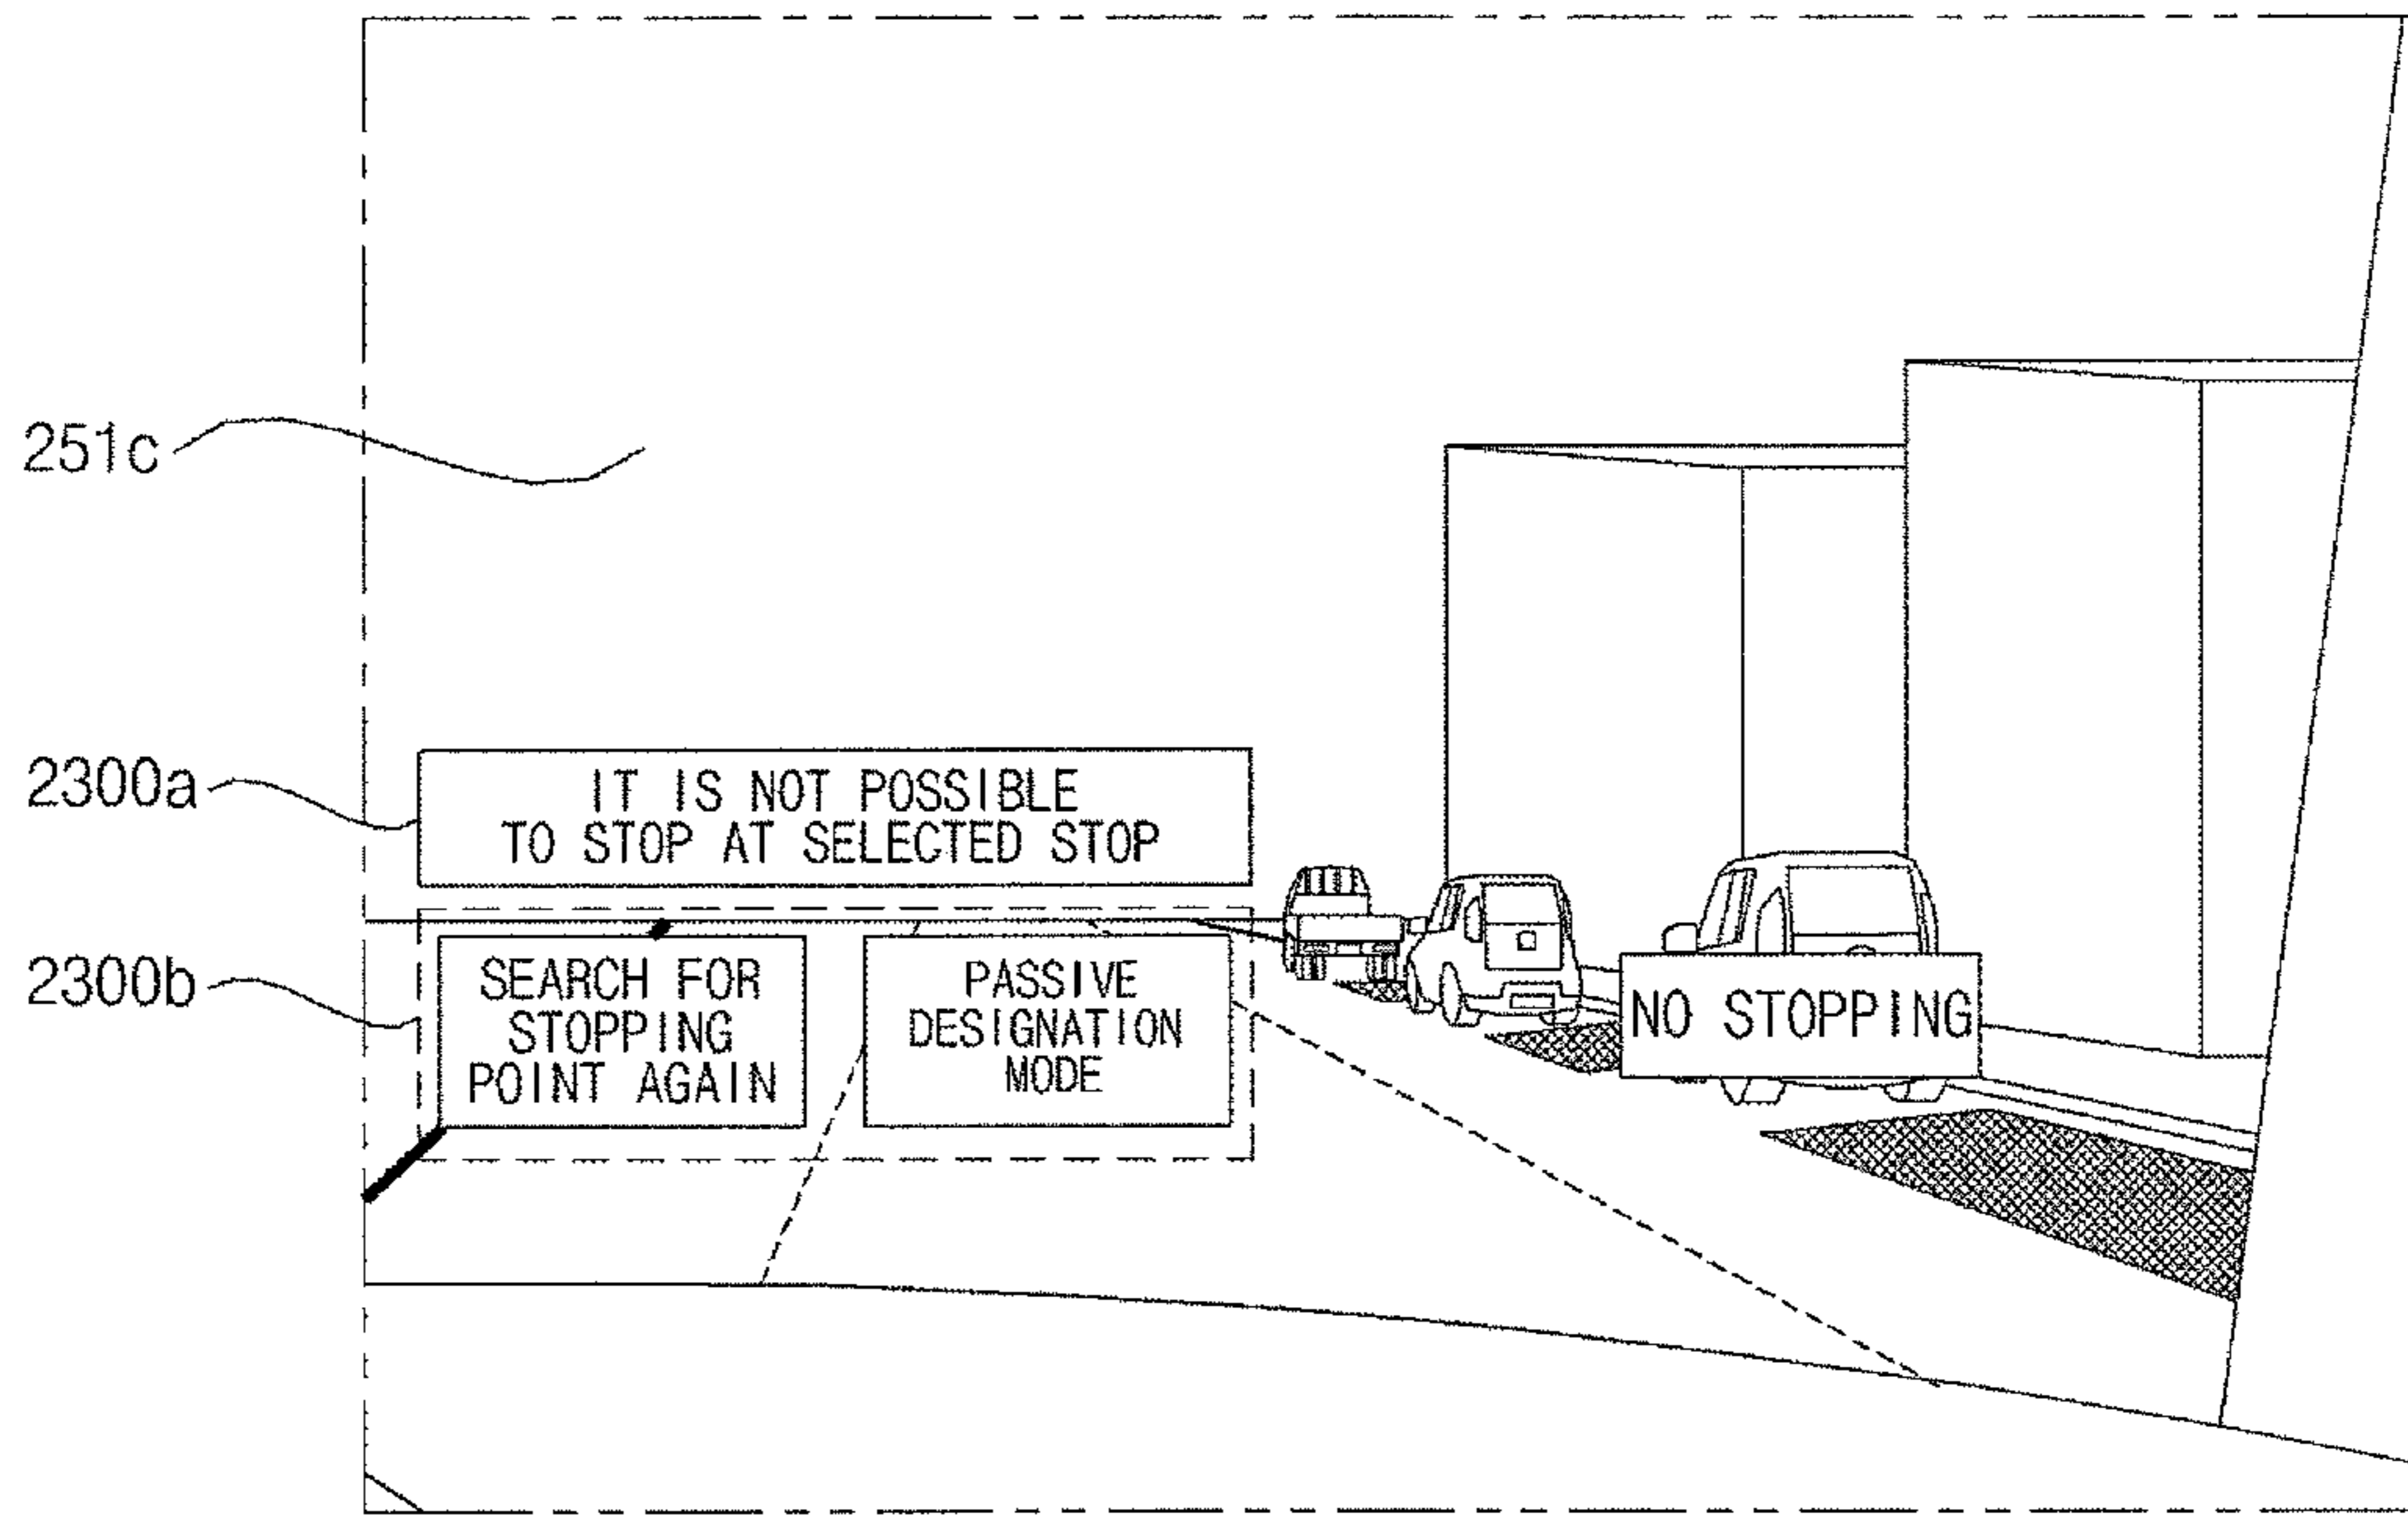 251c
2300a
IT IS NOT POSSIBLE
TO STOP AT SELECTED STOP
2300b
SEARCH FOR
STOPPING
POINT AGAIN
PASSIVE
DESIGNATION
MODE
NO STOPPING